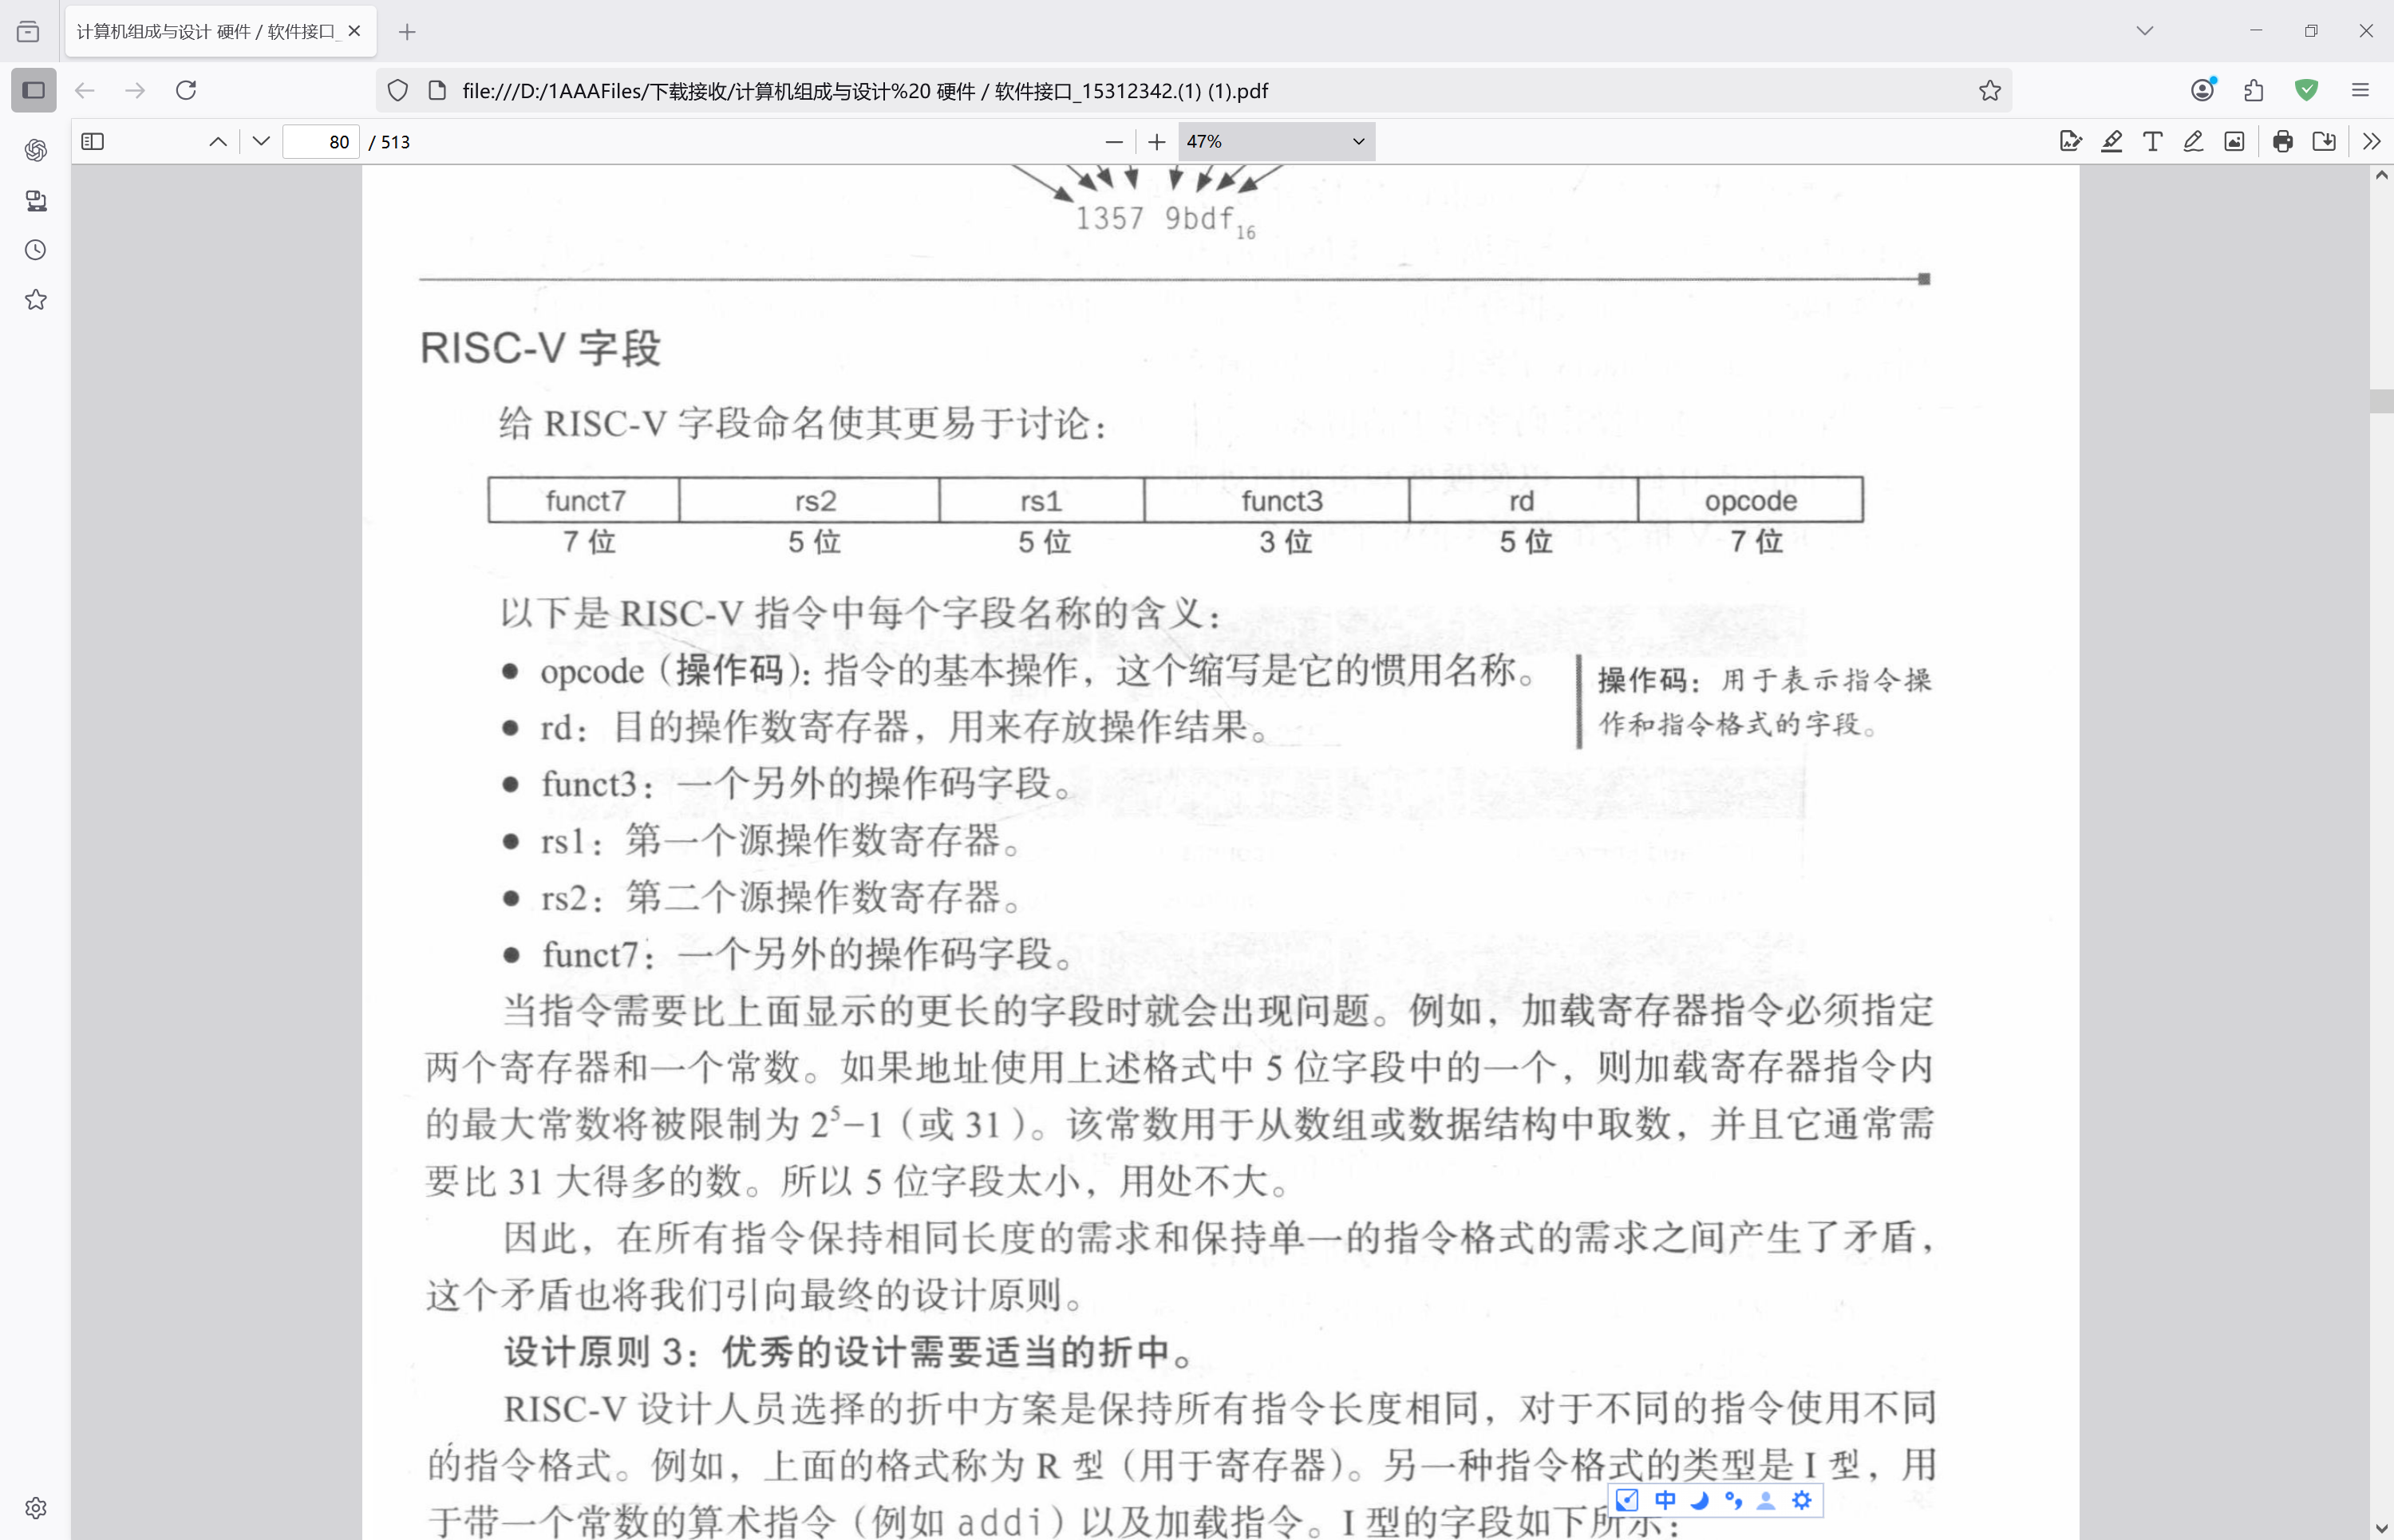 计算机组成与设计 硬件 / 软件接口_
file:///D:/1AAAFiles/下载接收/计算机组成与设计%20 硬件 / 软件接口_15312342.(1) (1).pdf
80 / 513
47%
1357 9bdf16
RISC-V 字段
给 RISC-V 字段命名使其更易于讨论：
funct7 rs2 rs1 funct3 rd opcode
7 位 5 位 5 位 3 位 5 位 7 位
以下是 RISC-V 指令中每个字段名称的含义：
● opcode（操作码）：指令的基本操作，这个缩写是它的惯用名称。
操作码：用于表示指令操
作和指令格式的字段。
● rd：目的操作数寄存器，用来存放操作结果。
● funct3：一个另外的操作码字段。
● rs1：第一个源操作数寄存器。
● rs2：第二个源操作数寄存器。
● funct7：一个另外的操作码字段。
当指令需要比上面显示的更长的字段时就会出现问题。例如，加载寄存器指令必须指定
两个寄存器和一个常数。如果地址使用上述格式中 5 位字段中的一个，则加载寄存器指令内
的最大常数将被限制为 2⁵−1（或 31）。该常数用于从数组或数据结构中取数，并且它通常需
要比 31 大得多的数。所以 5 位字段太小，用处不大。
因此，在所有指令保持相同长度的需求和保持单一的指令格式的需求之间产生了矛盾，
这个矛盾也将我们引向最终的设计原则。
设计原则 3：优秀的设计需要适当的折中。
RISC-V 设计人员选择的折中方案是保持所有指令长度相同，对于不同的指令使用不同
的指令格式。例如，上面的格式称为 R 型（用于寄存器）。另一种指令格式的类型是 I 型，用
于带一个常数的算术指令（例如 addi）以及加载指令。I 型的字段如下所示：
中